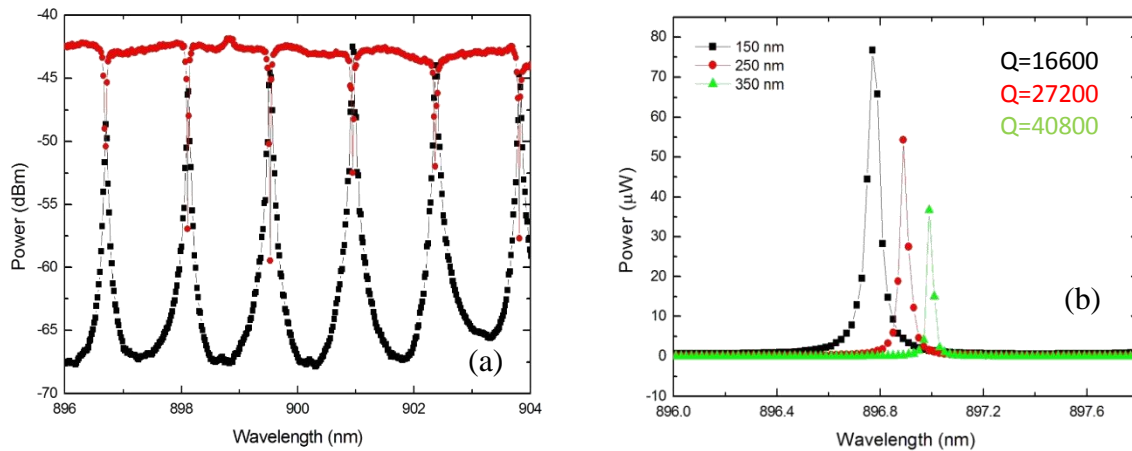 -40
-45
-50
-55
-60
-65
-70
Power (dBm)
896
898
900
902
904
Wavelength (nm)
(a)
80
70
60
50
40
30
20
10
0
-10
Power (μW)
150 nm
250 nm
350 nm
Q=16600
Q=27200
Q=40800
(b)
896.0
896.4
896.8
897.2
897.6
Wavelength (nm)